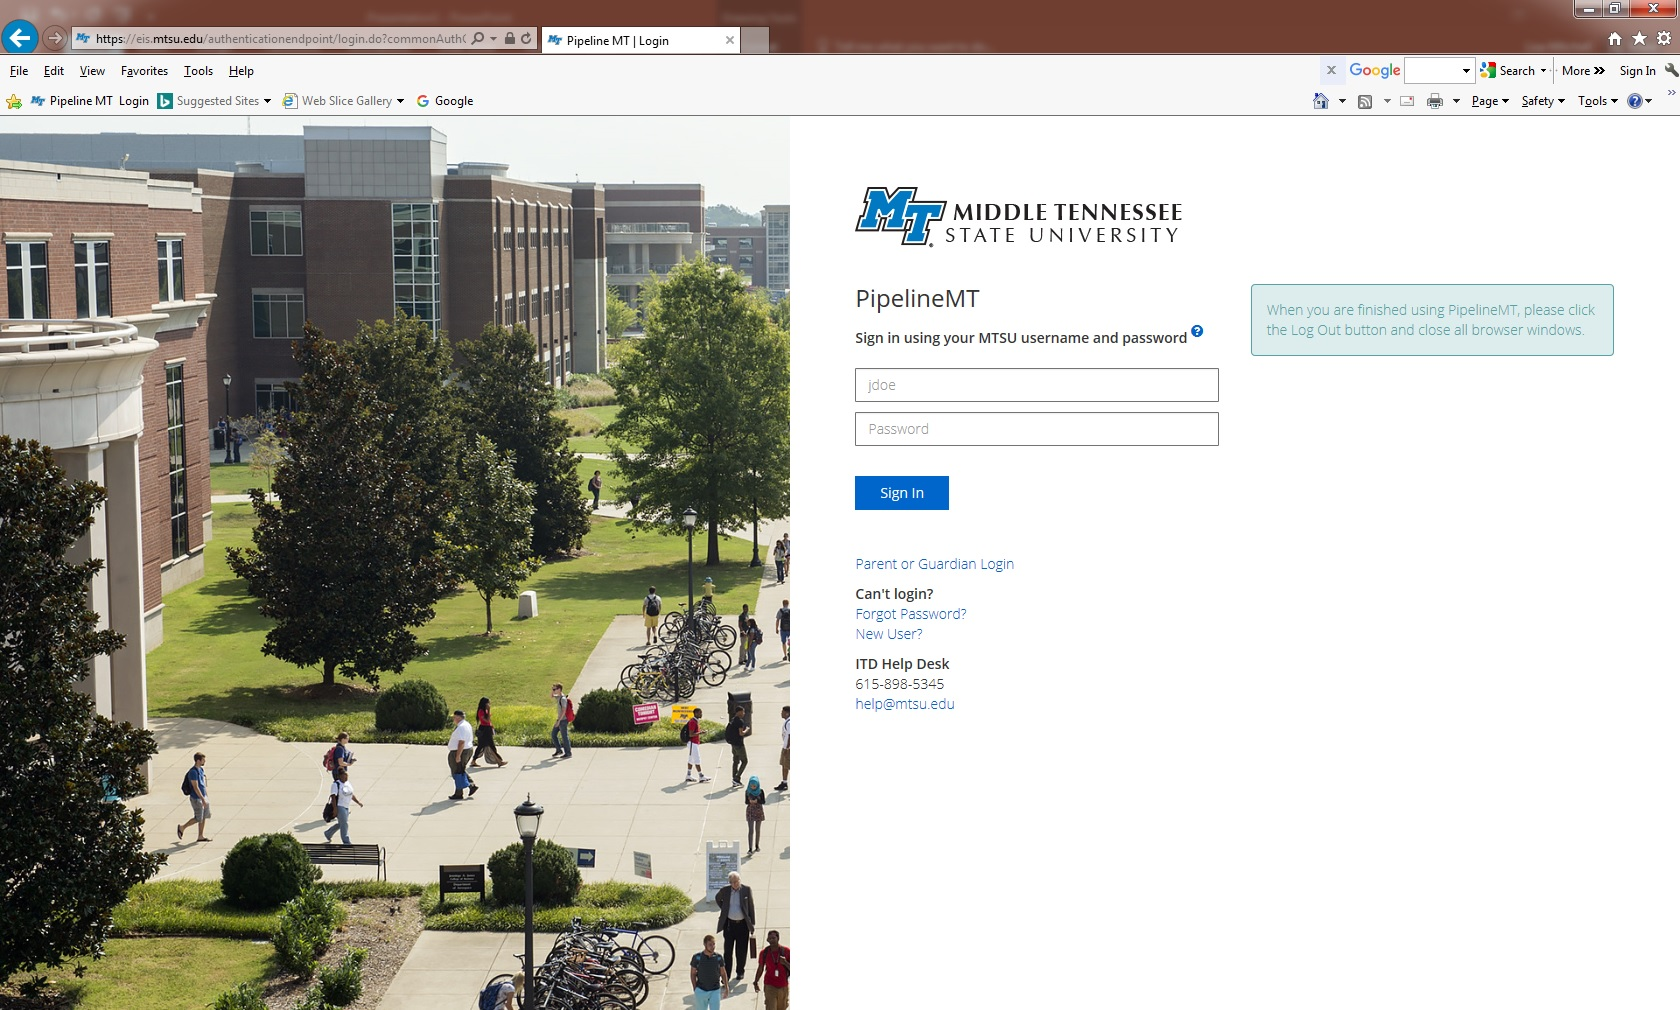 https://eis.mtsu.edu/authenticationendpoint/login.do?commonAuth
Pipeline MT | Login
File Edit View Favorites Tools Help
x Google Search More Sign In
Pipeline MT Login Suggested Sites Web Slice Gallery Google
Page Safety Tools
MT MIDDLE TENNESSEE
STATE UNIVERSITY
PipelineMT
Sign in using your MTSU username and password
jdoe
Password
Sign In
When you are finished using PipelineMT, please click
the Log Out button and close all browser windows.
Parent or Guardian Login
Can't login?
Forgot Password?
New User?
ITD Help Desk
615-898-5345
help@mtsu.edu